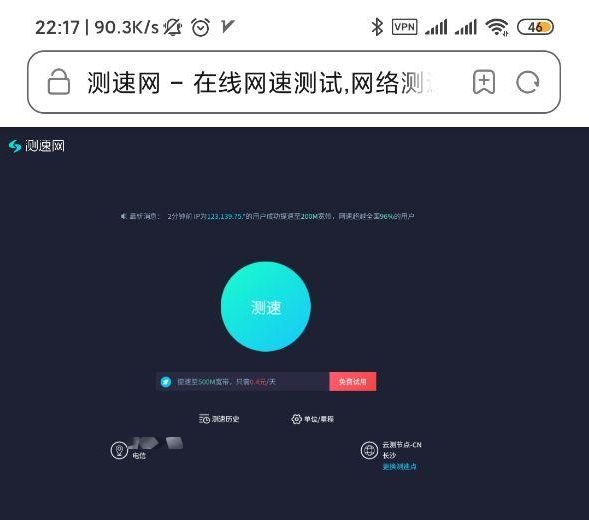 22:17 | 90.3K/s
VPN
46
测速网 - 在线网速测试,网络测
测速网
最新消息: 2分钟前 IP为123.139.75.*的用户成功提速至200M宽带，网速超越全国96%的用户
测速
提速至500M宽带，只需0.4元/天
免费试用
测速历史
单位/量程
电信
云测节点-CN
长沙
更换测速点